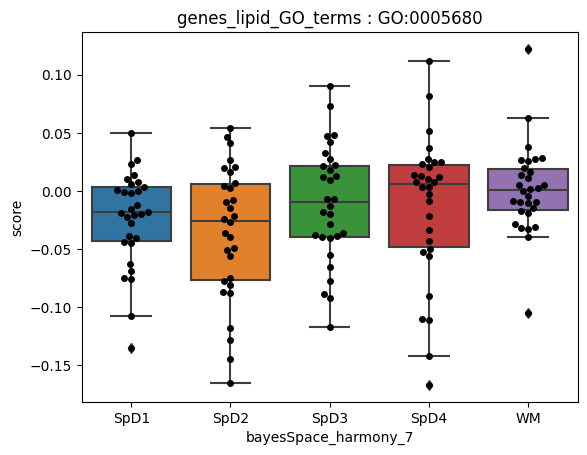 genes_lipid_GO_terms : GO:0005680
score
0.10
0.05
0.00
−0.05
−0.10
−0.15
SpD1 SpD2 SpD3 SpD4 WM
bayesSpace_harmony_7